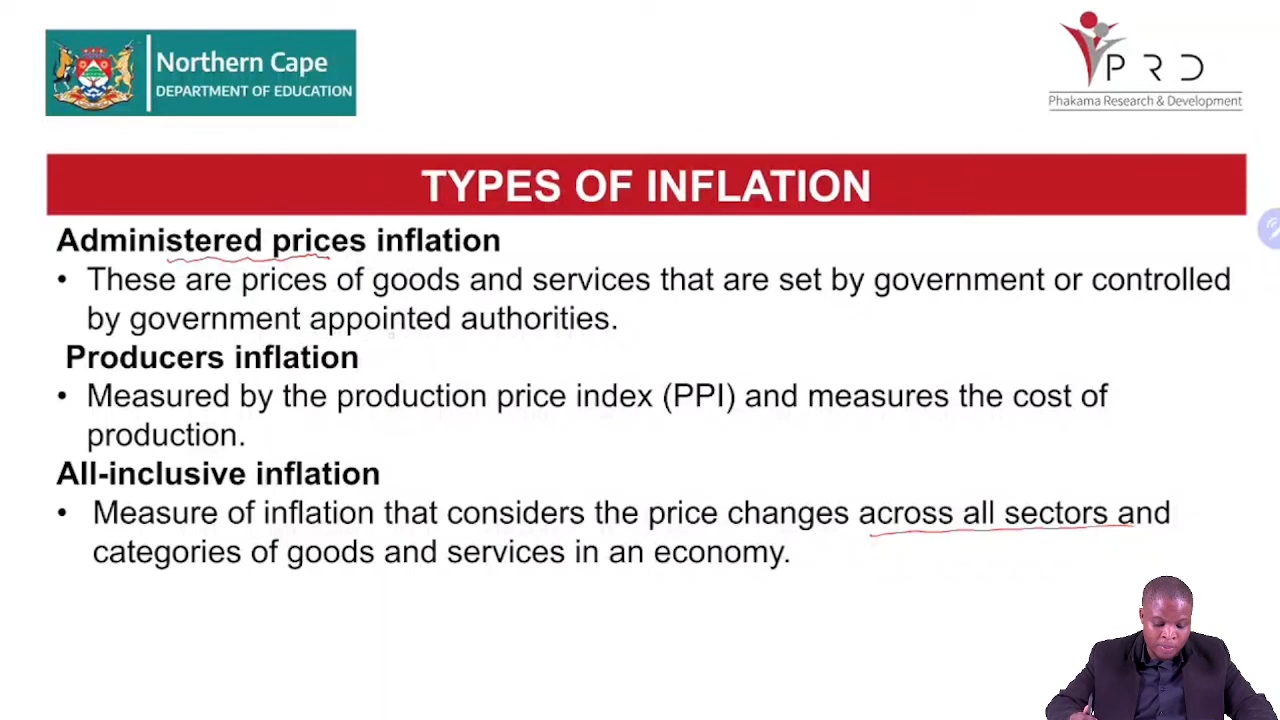 Northern Cape
DEPARTMENT OF EDUCATION
P R D
Phakama Research & Development
TYPES OF INFLATION
Administered prices inflation
• These are prices of goods and services that are set by government or controlled
by government appointed authorities.
Producers inflation
• Measured by the production price index (PPI) and measures the cost of
production.
All-inclusive inflation
• Measure of inflation that considers the price changes across all sectors and
categories of goods and services in an economy.